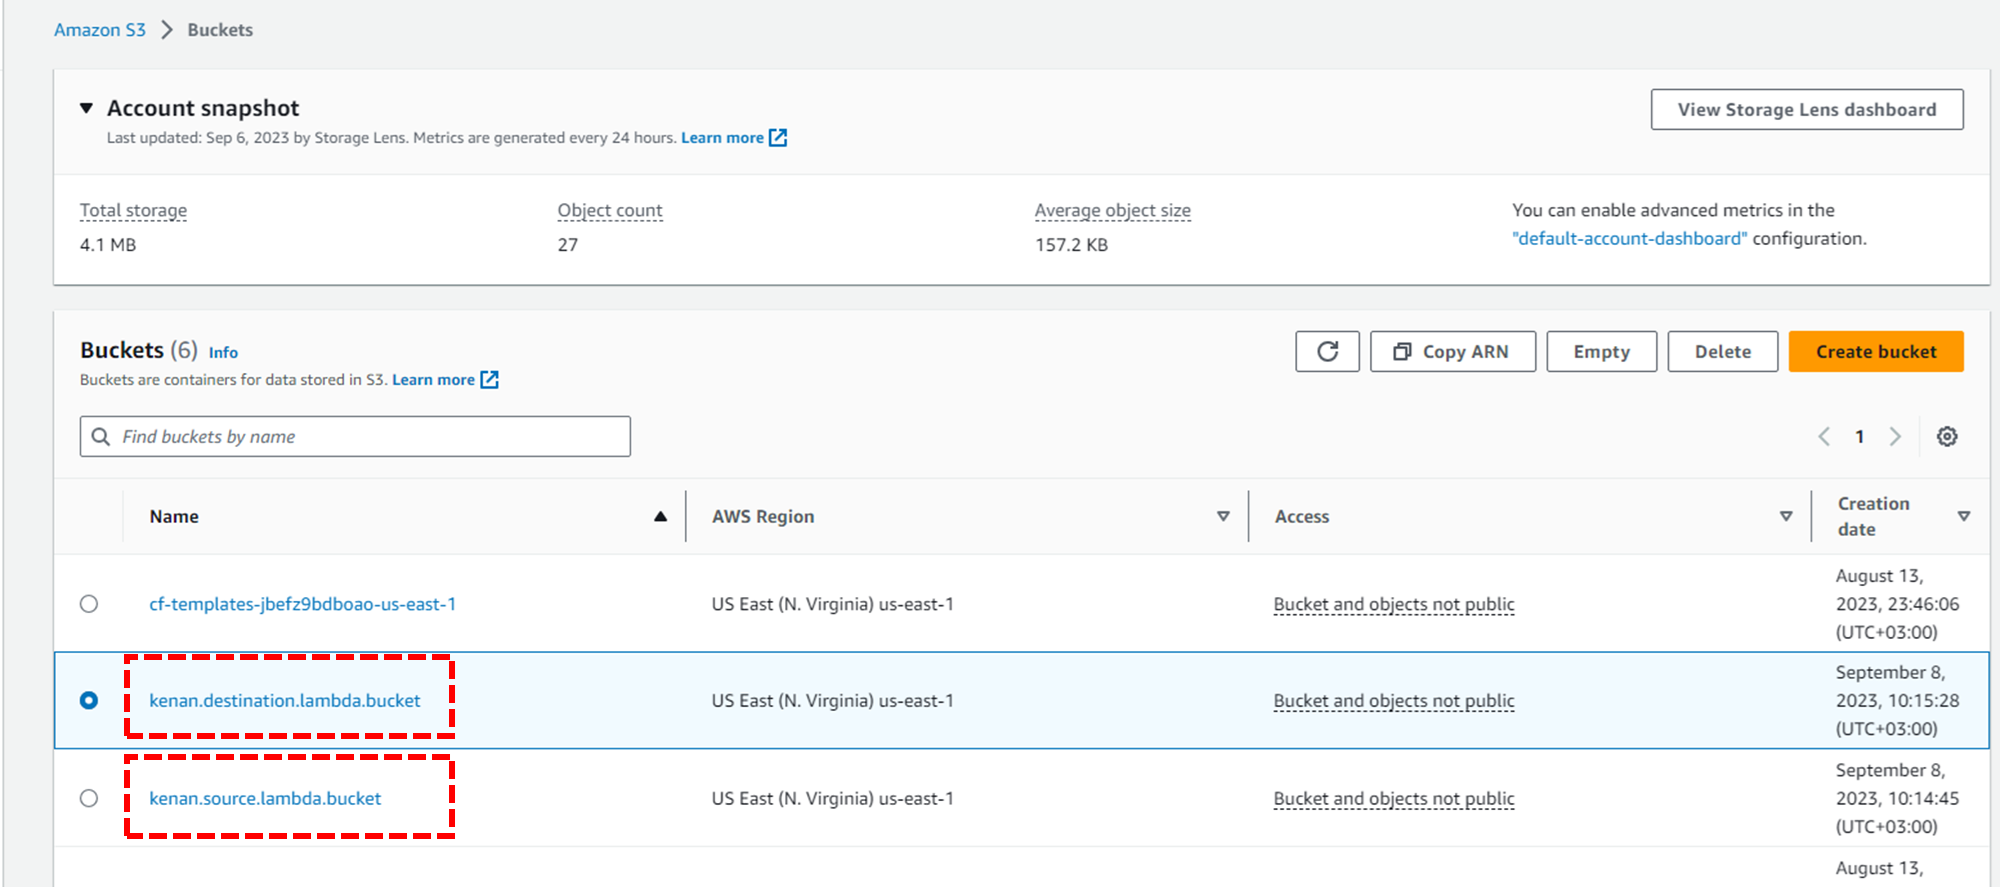 Amazon S3 > Buckets
Account snapshot
View Storage Lens dashboard
Last updated: Sep 6, 2023 by Storage Lens. Metrics are generated every 24 hours. Learn more
Total storage
4.1 MB
Object count
27
Average object size
157.2 KB
You can enable advanced metrics in the
"default-account-dashboard" configuration.
Buckets (6) Info
Buckets are containers for data stored in S3. Learn more
Copy ARN
Empty
Delete
Create bucket
Find buckets by name
1
Name
AWS Region
Access
Creation
date
cf-templates-jbefz9bdboao-us-east-1
US East (N. Virginia) us-east-1
Bucket and objects not public
August 13,
2023, 23:46:06
(UTC+03:00)
kenan.destination.lambda.bucket
US East (N. Virginia) us-east-1
Bucket and objects not public
September 8,
2023, 10:15:28
(UTC+03:00)
kenan.source.lambda.bucket
US East (N. Virginia) us-east-1
Bucket and objects not public
September 8,
2023, 10:14:45
(UTC+03:00)
August 13,